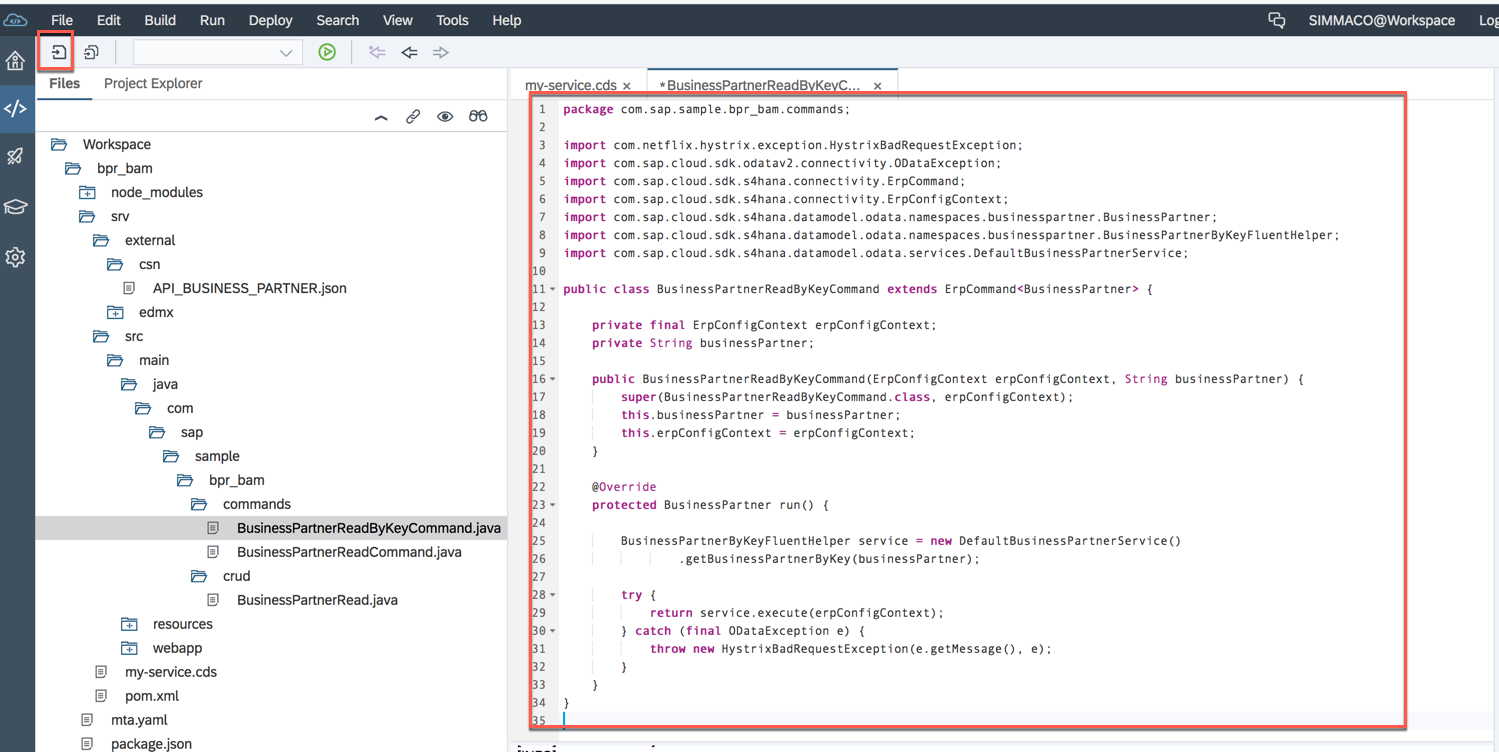 File Edit Build Run Deploy Search View Tools Help SIMMACO@Workspace Log
Files Project Explorer
Workspace
bpr_bam
node_modules
srv
external
csn
API_BUSINESS_PARTNER.json
edmx
src
main
java
com
sap
sample
bpr_bam
commands
BusinessPartnerReadByKeyCommand.java
BusinessPartnerReadCommand.java
crud
BusinessPartnerRead.java
resources
webapp
my-service.cds
pom.xml
mta.yaml
package.json
my-service.cds × *BusinessPartnerReadByKeyC... ×
1 package com.sap.sample.bpr_bam.commands;
2
3 import com.netflix.hystrix.exception.HystrixBadRequestException;
4 import com.sap.cloud.sdk.odatav2.connectivity.ODataException;
5 import com.sap.cloud.sdk.s4hana.connectivity.ErpCommand;
6 import com.sap.cloud.sdk.s4hana.connectivity.ErpConfigContext;
7 import com.sap.cloud.sdk.s4hana.datamodel.odata.namespaces.businesspartner.BusinessPartner;
8 import com.sap.cloud.sdk.s4hana.datamodel.odata.namespaces.businesspartner.BusinessPartnerByKeyFluentHelper;
9 import com.sap.cloud.sdk.s4hana.datamodel.odata.services.DefaultBusinessPartnerService;
10
11 public class BusinessPartnerReadByKeyCommand extends ErpCommand<BusinessPartner> {
12
13 private final ErpConfigContext erpConfigContext;
14 private String businessPartner;
15
16 public BusinessPartnerReadByKeyCommand(ErpConfigContext erpConfigContext, String businessPartner) {
17 super(BusinessPartnerReadByKeyCommand.class, erpConfigContext);
18 this.businessPartner = businessPartner;
19 this.erpConfigContext = erpConfigContext;
20 }
21
22 @Override
23 protected BusinessPartner run() {
24
25 BusinessPartnerByKeyFluentHelper service = new DefaultBusinessPartnerService()
26 .getBusinessPartnerByKey(businessPartner);
27
28 try {
29 return service.execute(erpConfigContext);
30 } catch (final ODataException e) {
31 throw new HystrixBadRequestException(e.getMessage(), e);
32 }
33 }
34 }
35